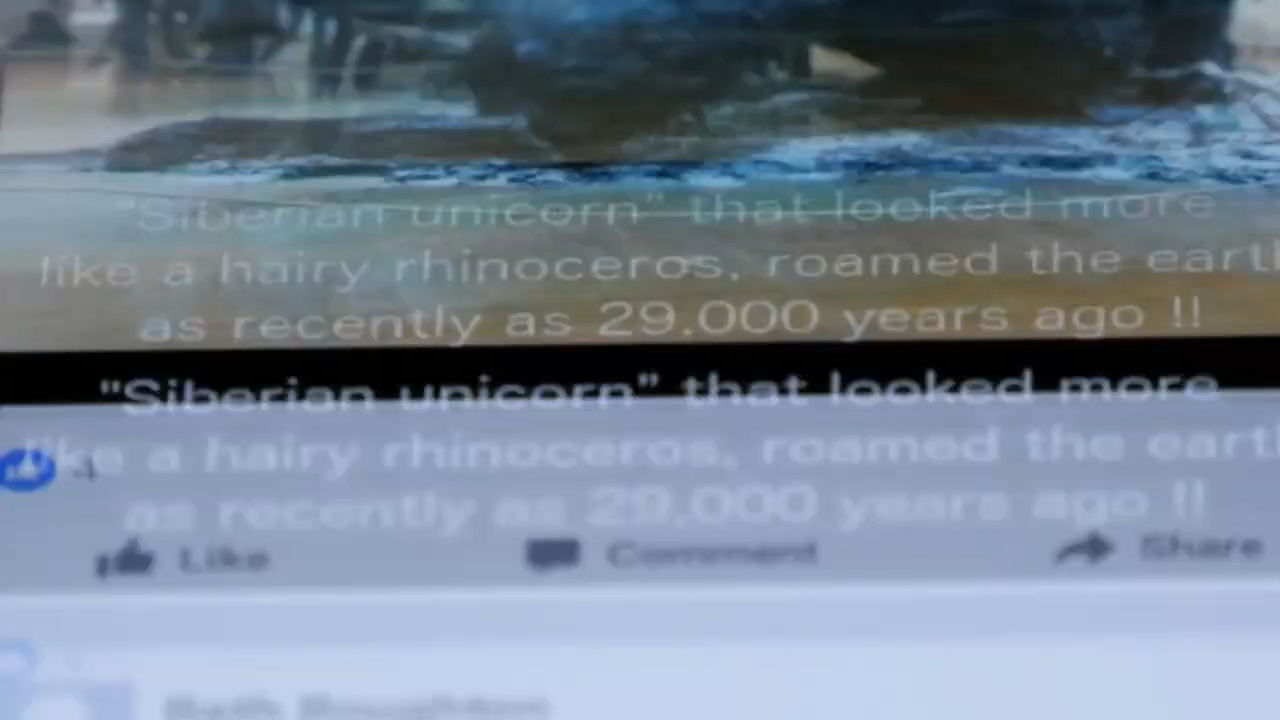 "Siberian unicorn" that looked more
like a hairy rhinoceros, roamed the eart
as recently as 29,000 years ago !!
"Siberian unicorn" that looked more
like a hairy rhinoceros, roamed the eart
as recently as 29,000 years ago !!
4
Like Comment Share